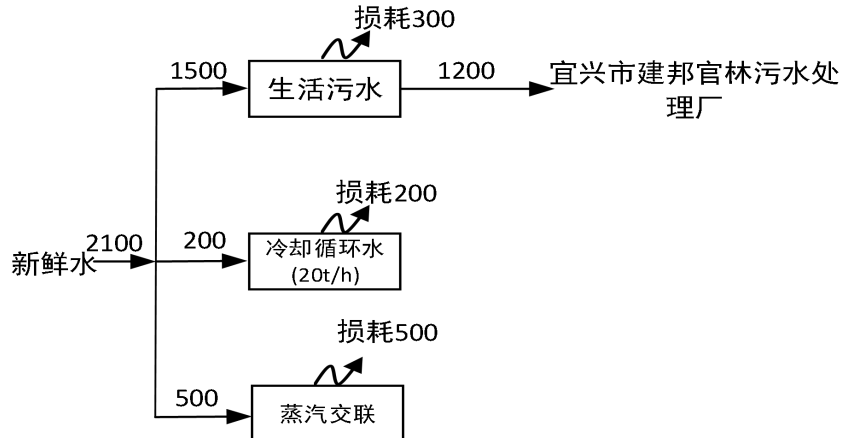 损耗300
1500
生活污水
1200
宜兴市建邦官林污水处
理厂
损耗200
新鲜水
2100
200
冷却循环水
(20t/h)
损耗500
500
蒸汽交联